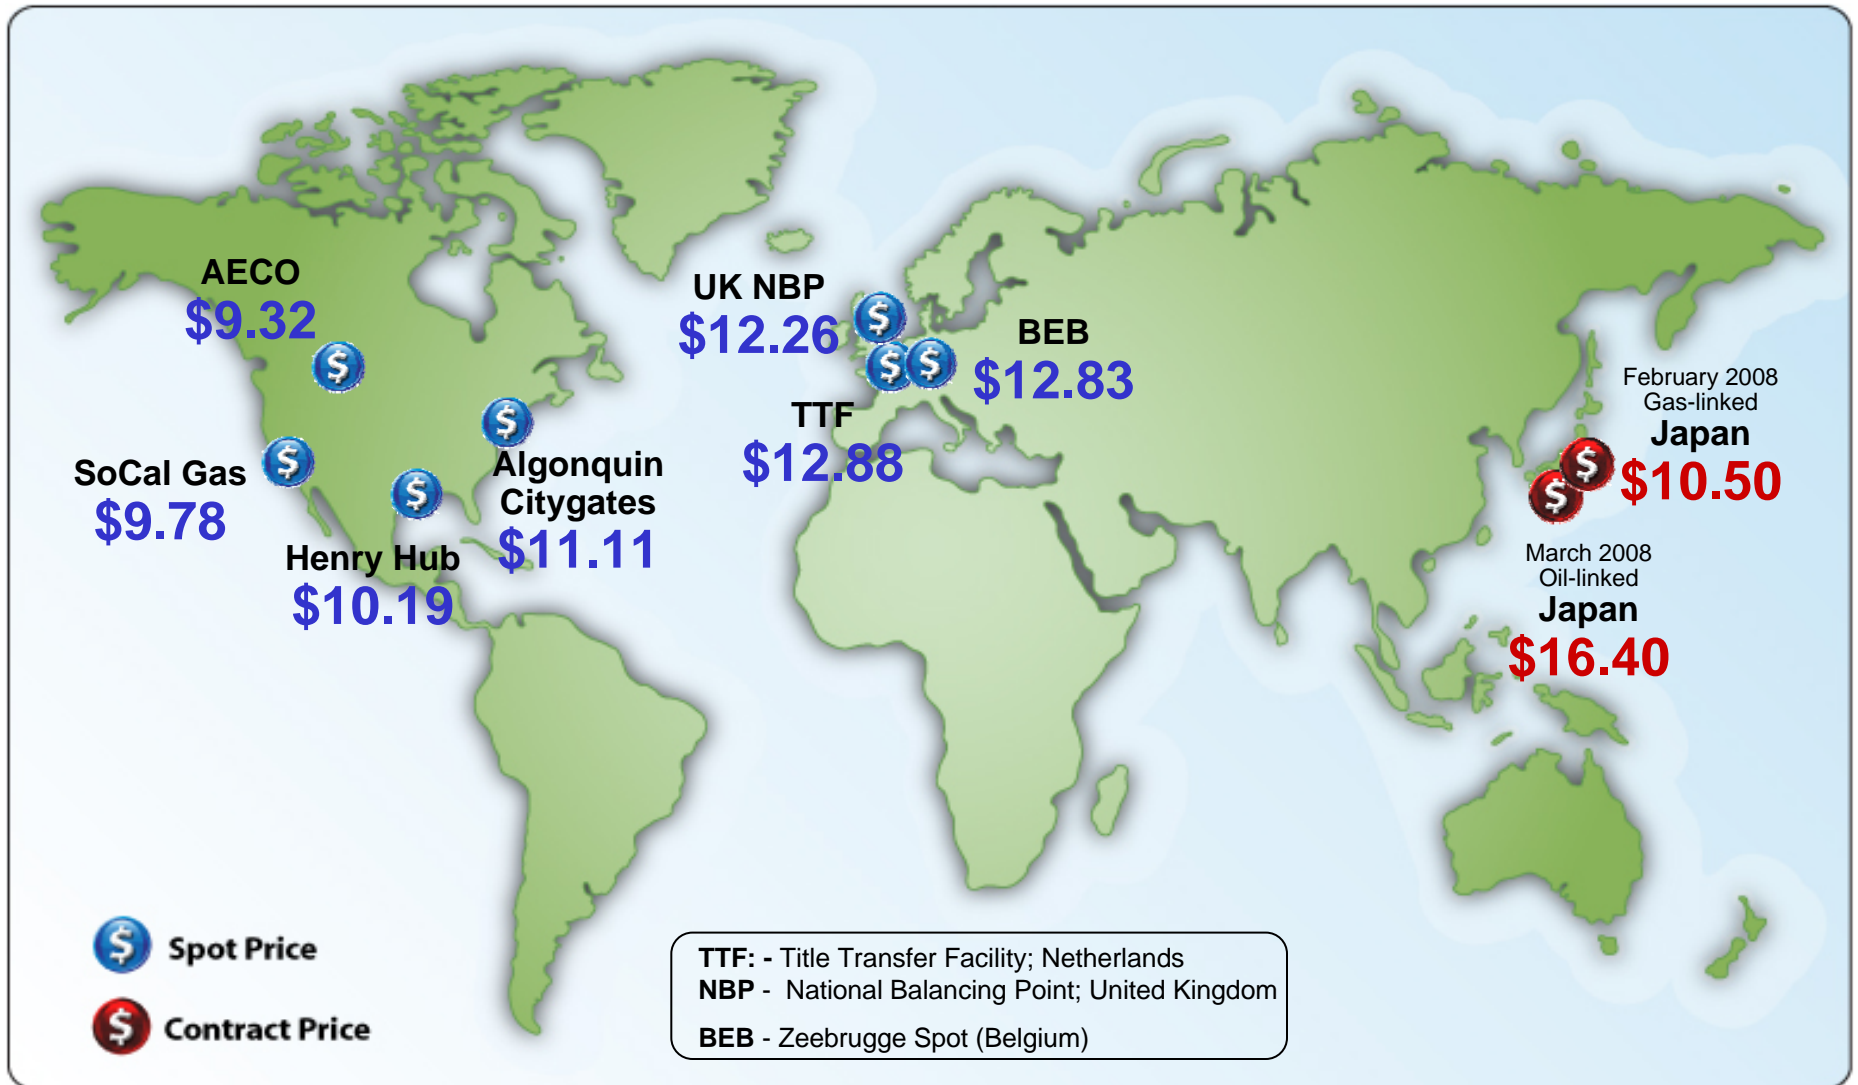 AECO
$9.32
SoCal Gas
$9.78
Henry Hub
$10.19
Algonquin
Citygates
$11.11
UK NBP
$12.26
BEB
$12.83
TTF
$12.88
February 2008
Gas-linked
Japan
$10.50
March 2008
Oil-linked
Japan
$16.40
$ Spot Price
$ Contract Price
TTF: - Title Transfer Facility; Netherlands
NBP - National Balancing Point; United Kingdom
BEB - Zeebrugge Spot (Belgium)